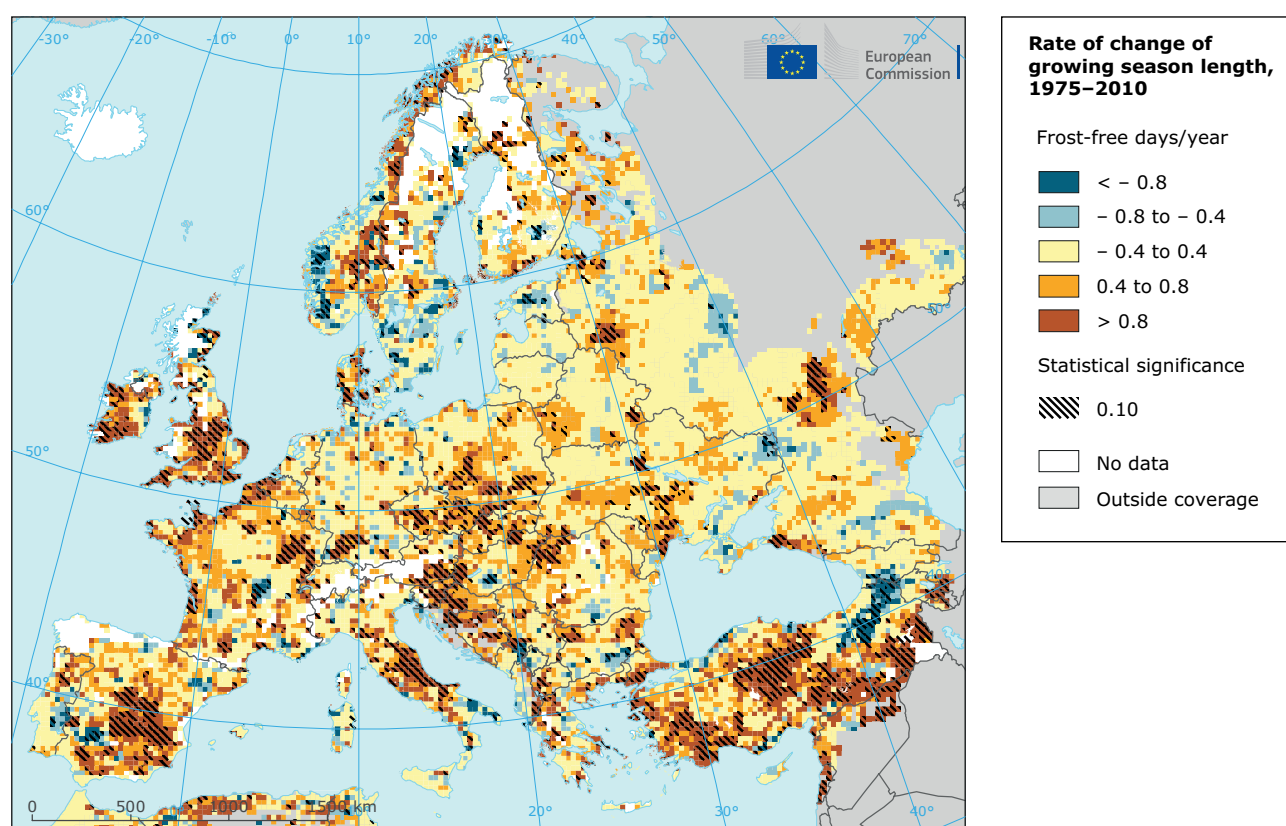 -30° -20° -10° 0° 10° 20° 30° 40° 50° 60° 70°
European
Commission
60°
50°
50°
40°
40°
0 500 1000 1500 km
20° 30° 40°
Rate of change of
growing season length,
1975–2010
Frost-free days/year
< – 0.8
– 0.8 to – 0.4
– 0.4 to 0.4
0.4 to 0.8
> 0.8
Statistical significance
0.10
No data
Outside coverage